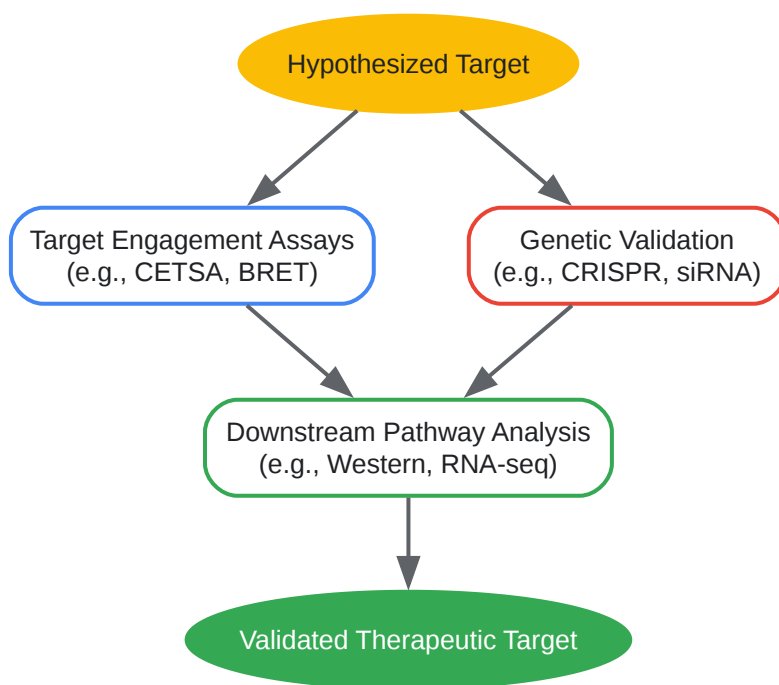 Hypothesized Target
Target Engagement Assays
(e.g., CETSA, BRET)
Genetic Validation
(e.g., CRISPR, siRNA)
Downstream Pathway Analysis
(e.g., Western, RNA-seq)
Validated Therapeutic Target